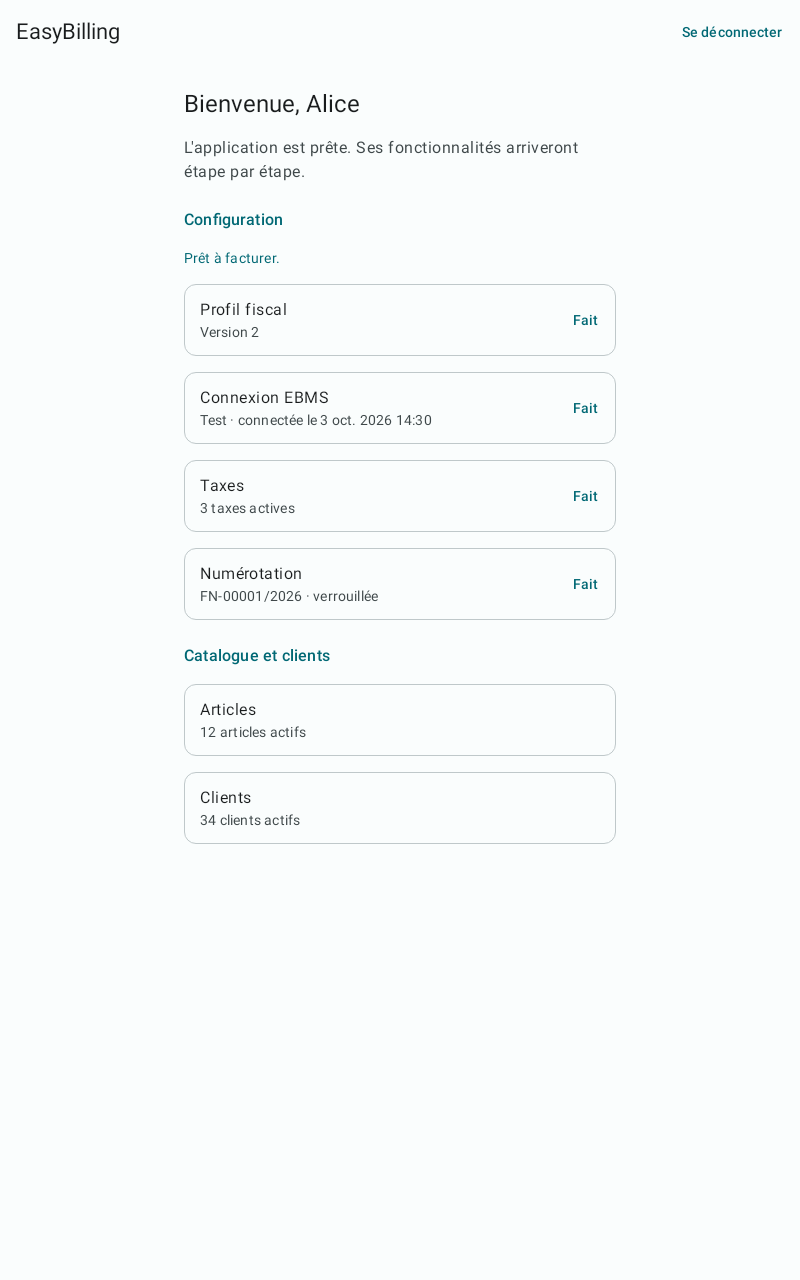 EasyBilling
Se déconnecter
Bienvenue, Alice
L'application est prête. Ses fonctionnalités arriveront
étape par étape.
Configuration
Prêt à facturer.
Profil fiscal
Version 2
Fait
Connexion EBMS
Test · connectée le 3 oct. 2026 14:30
Fait
Taxes
3 taxes actives
Fait
Numérotation
FN-00001/2026 · verrouillée
Fait
Catalogue et clients
Articles
12 articles actifs
Clients
34 clients actifs